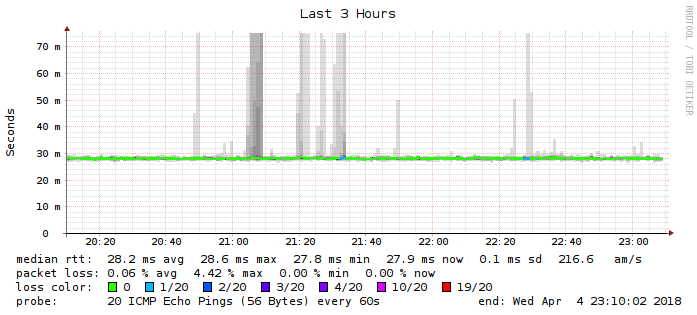 Last 3 Hours
RRDTOOL / TOBI OETIKER
Seconds
70 m
60 m
50 m
40 m
30 m
20 m
10 m
0
20:20 20:40 21:00 21:20 21:40 22:00 22:20 22:40 23:00
median rtt: 28.2 ms avg 28.6 ms max 27.8 ms min 27.9 ms now 0.1 ms sd 216.6 am/s
packet loss: 0.06 % avg 4.42 % max 0.00 % min 0.00 % now
loss color: 0 1/20 2/20 3/20 4/20 10/20 19/20
probe: 20 ICMP Echo Pings (56 Bytes) every 60s end: Wed Apr 4 23:10:02 2018